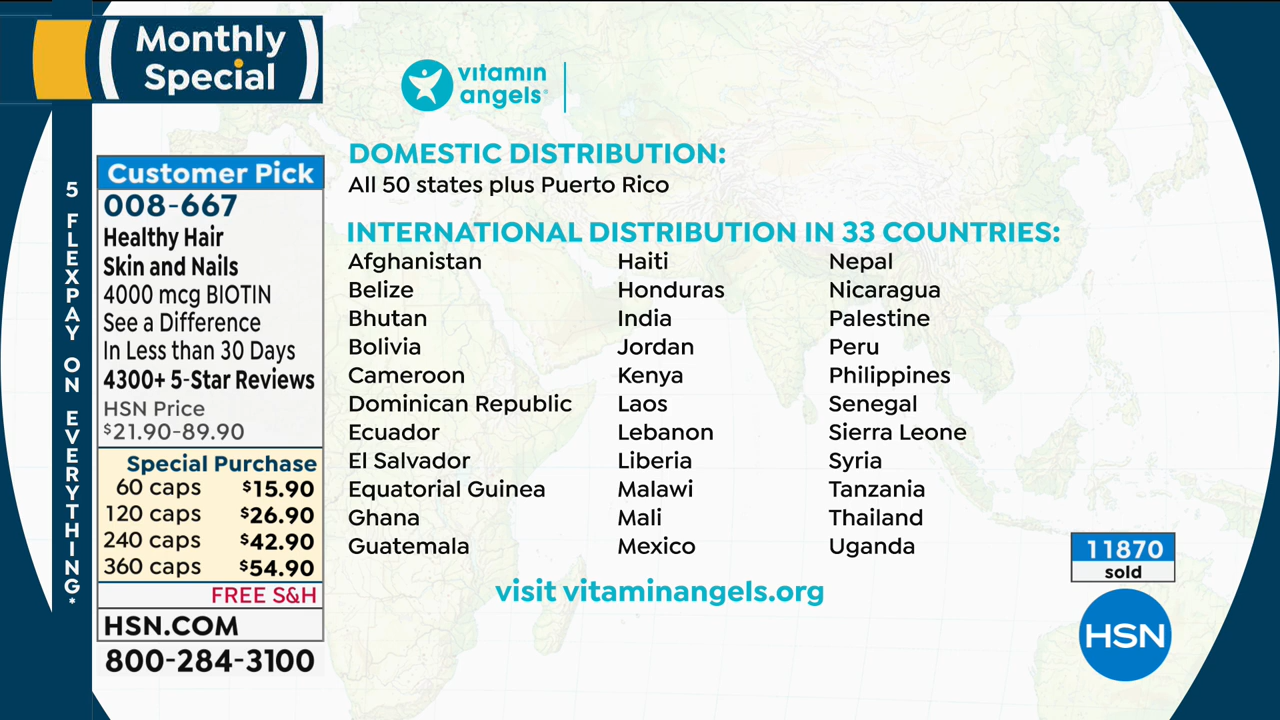 Monthly
Special
5 FLEXPAY ON EVERYTHING*
Customer Pick
008-667
Healthy Hair
Skin and Nails
4000 mcg BIOTIN
See a Difference
In Less than 30 Days
4300+ 5-Star Reviews
HSN Price
$21.90-89.90
Special Purchase
60 caps $15.90
120 caps $26.90
240 caps $42.90
360 caps $54.90
FREE S&H
HSN.COM
800-284-3100
vitamin
angels®
DOMESTIC DISTRIBUTION:
All 50 states plus Puerto Rico
INTERNATIONAL DISTRIBUTION IN 33 COUNTRIES:
Afghanistan
Belize
Bhutan
Bolivia
Cameroon
Dominican Republic
Ecuador
El Salvador
Equatorial Guinea
Ghana
Guatemala
Haiti
Honduras
India
Jordan
Kenya
Laos
Lebanon
Liberia
Malawi
Mali
Mexico
Nepal
Nicaragua
Palestine
Peru
Philippines
Senegal
Sierra Leone
Syria
Tanzania
Thailand
Uganda
visit vitaminangels.org
11870
sold
HSN